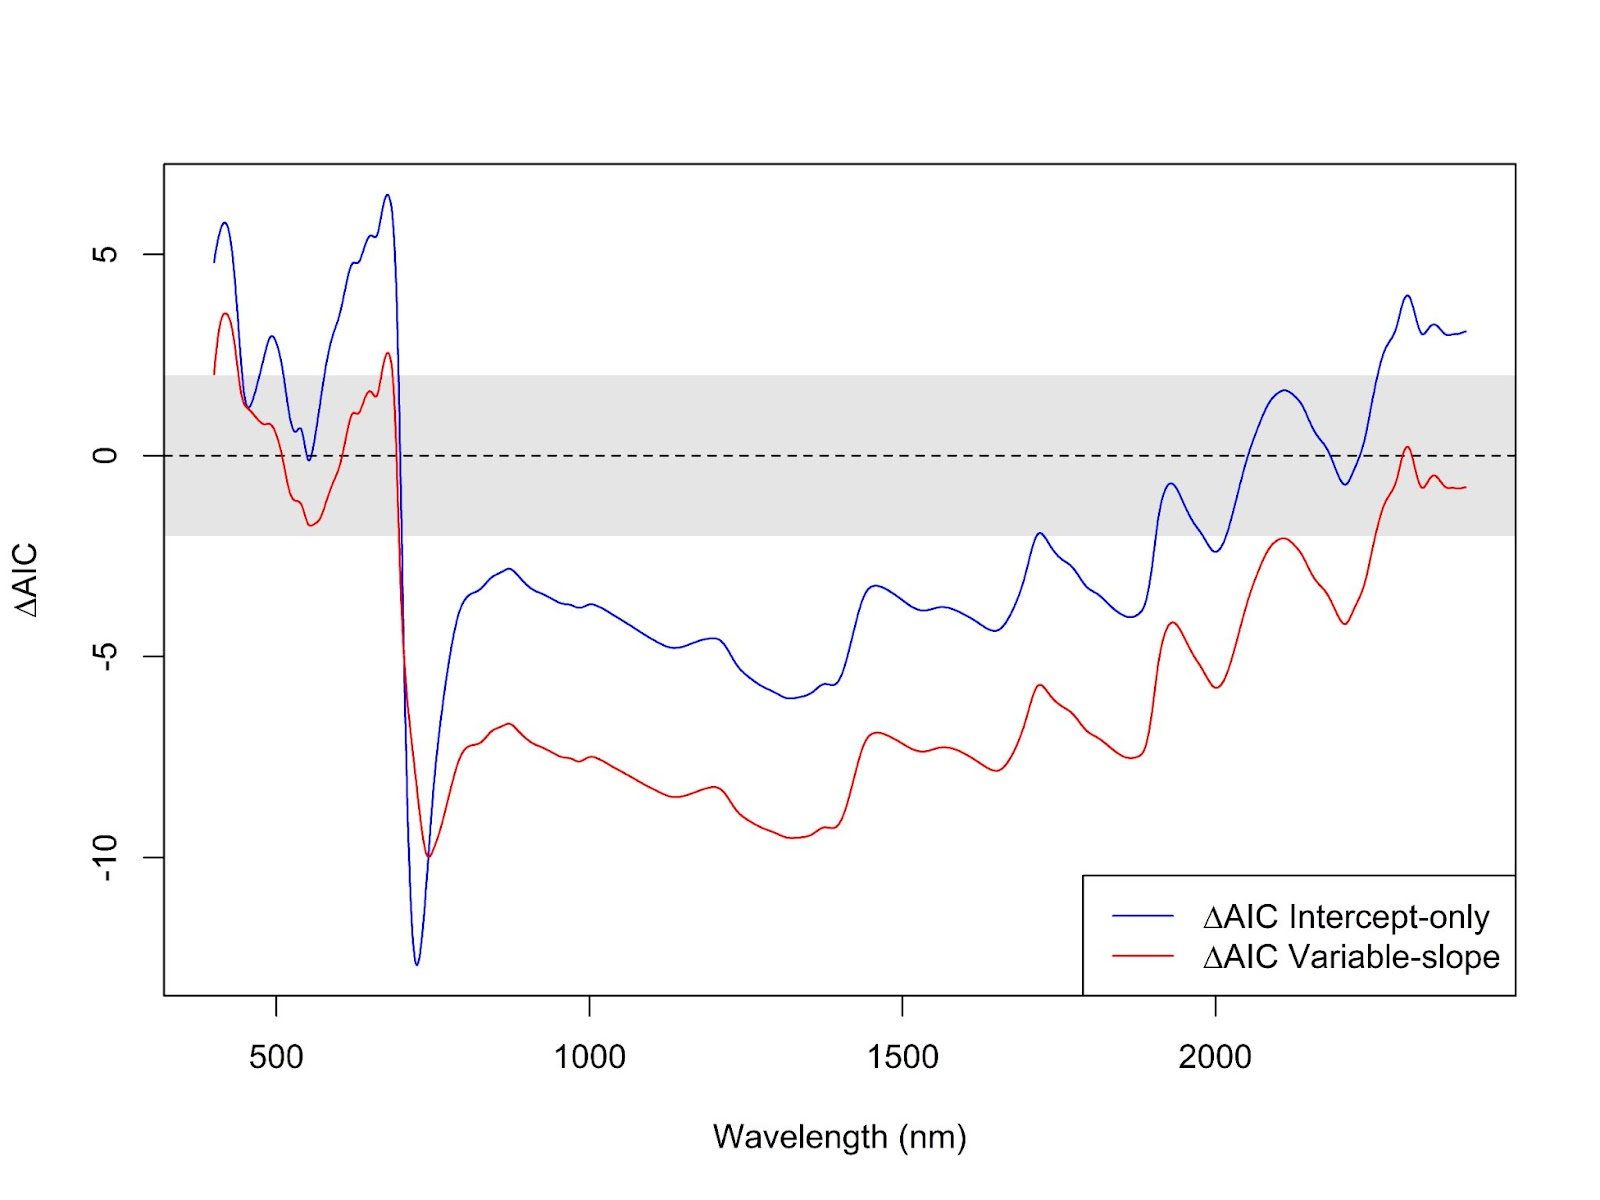 5
0
-5
-10
ΔAIC
500 1000 1500 2000
Wavelength (nm)
ΔAIC Intercept-only
ΔAIC Variable-slope